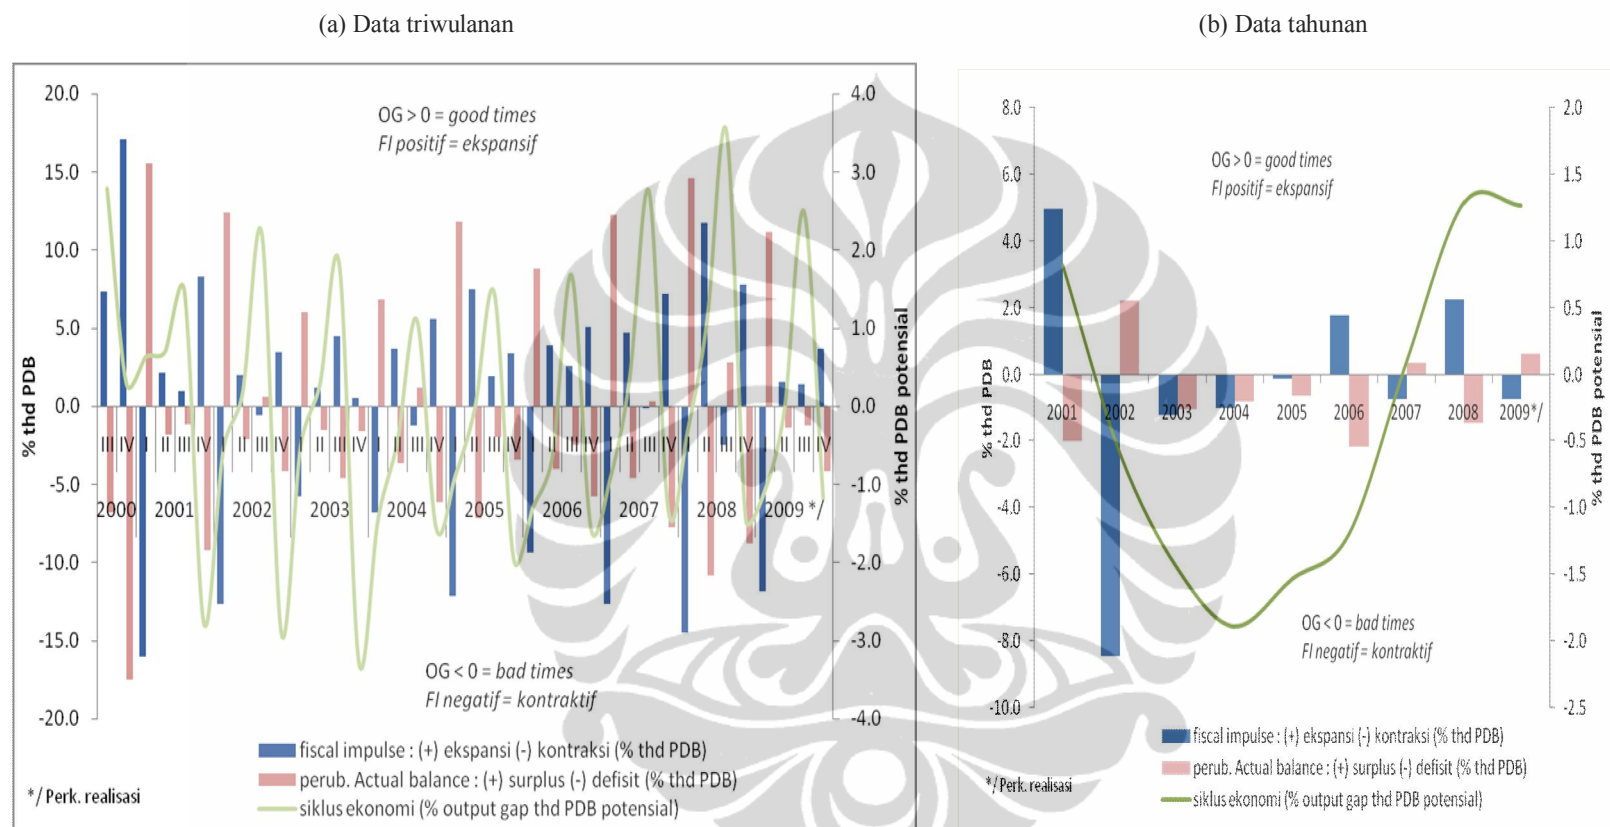 (a) Data triwulanan
20.0
15.0
10.0
5.0
0.0
-5.0
-10.0
-15.0
-20.0
% thd PDB
OG > 0 = good times
FI positif = ekspansif
4.0
3.0
2.0
1.0
0.0
-1.0
-2.0
-3.0
-4.0
% thd PDB potensial
III IV I II III IV I II III IV I II III IV I II III IV I II III IV I II III IV I II III IV I II III IV I II III IV
2000 2001 2002 2003 2004 2005 2006 2007 2008 2009 */
OG < 0 = bad times
FI negatif = kontraktif
fiscal impulse : (+) ekspansi (-) kontraksi (% thd PDB)
perub. Actual balance : (+) surplus (-) defisit (% thd PDB)
siklus ekonomi (% output gap thd PDB potensial)
*/ Perk. realisasi
(b) Data tahunan
8.0
6.0
4.0
2.0
0.0
-2.0
-4.0
-6.0
-8.0
-10.0
% thd PDB
OG > 0 = good times
FI positif = ekspansif
2.0
1.5
1.0
0.5
0.0
-0.5
-1.0
-1.5
-2.0
-2.5
% thd PDB potensial
2001 2002 2003 2004 2005 2006 2007 2008 2009*/
OG < 0 = bad times
FI negatif = kontraktif
fiscal impulse : (+) ekspansi (-) kontraksi (% thd PDB)
perub. Actual balance : (+) surplus (-) defisit (% thd PDB)
siklus ekonomi (% output gap thd PDB potensial)
*/ Perk. realisasi